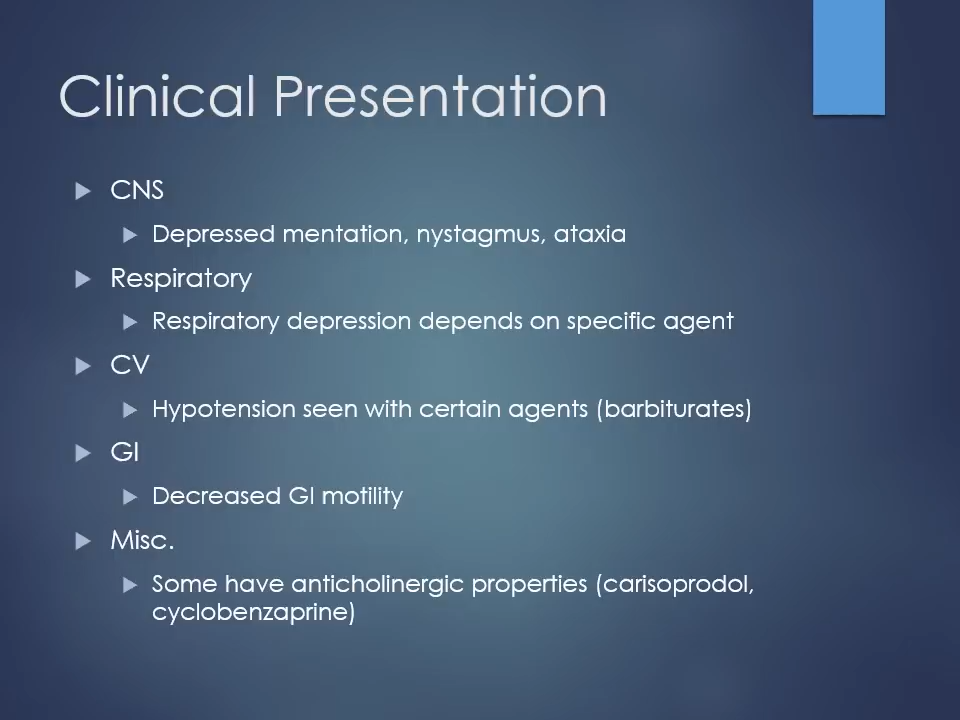 Clinical Presentation
CNS
Depressed mentation, nystagmus, ataxia
Respiratory
Respiratory depression depends on specific agent
CV
Hypotension seen with certain agents (barbiturates)
GI
Decreased GI motility
Misc.
Some have anticholinergic properties (carisoprodol,
cyclobenzaprine)